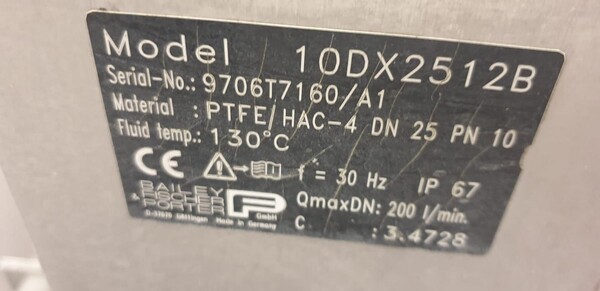 Model 10DX2512B
Serial-No.: 9706T7160/A1
Material : PTFE/HAC-4 DN 25 PN 10
Fluid temp.: 130°C
CE f = 30 Hz IP 67
BAILEY
FISCHER
& PORTER GmbH
QmaxDN: 200 l/min.
Göttingen Made in Germany
C : 3.4728